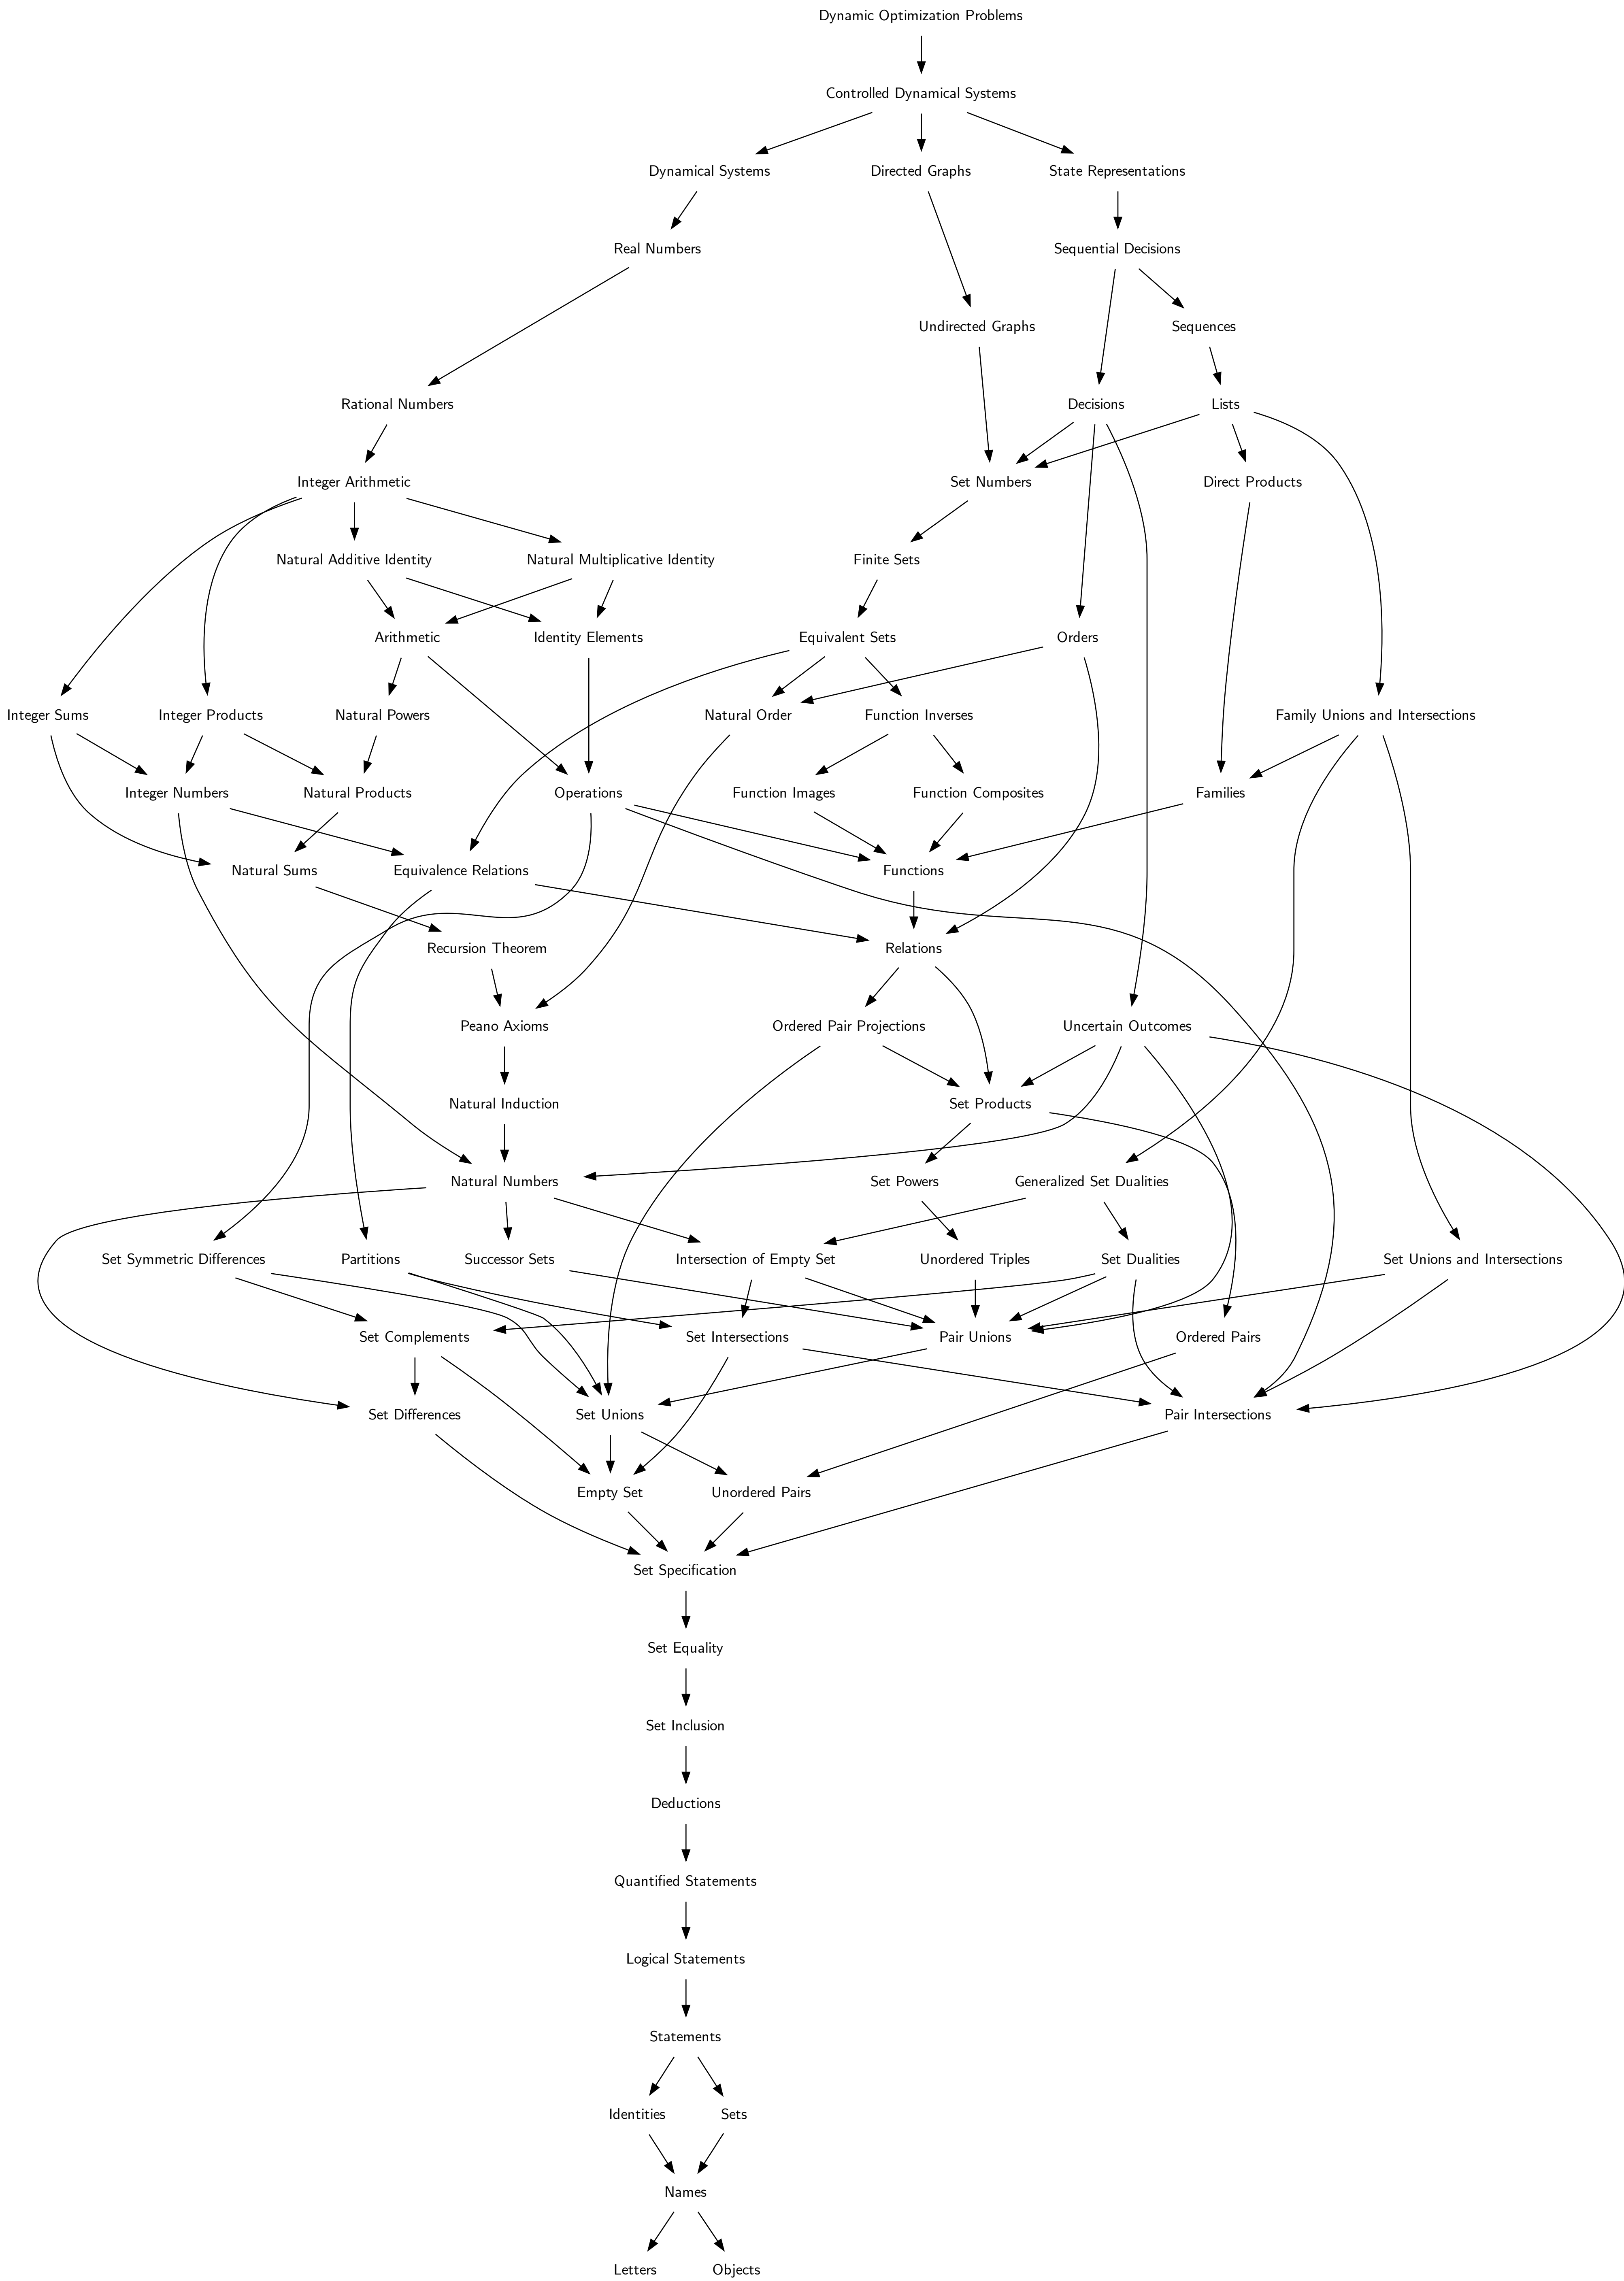 Dynamic Optimization Problems
Controlled Dynamical Systems
Dynamical Systems
Directed Graphs
State Representations
Real Numbers
Sequential Decisions
Undirected Graphs
Sequences
Rational Numbers
Decisions
Lists
Integer Arithmetic
Set Numbers
Direct Products
Natural Additive Identity
Natural Multiplicative Identity
Finite Sets
Arithmetic
Identity Elements
Equivalent Sets
Orders
Integer Sums
Integer Products
Natural Powers
Natural Order
Function Inverses
Family Unions and Intersections
Integer Numbers
Natural Products
Operations
Function Images
Function Composites
Families
Natural Sums
Equivalence Relations
Functions
Recursion Theorem
Relations
Peano Axioms
Ordered Pair Projections
Uncertain Outcomes
Natural Induction
Set Products
Natural Numbers
Set Powers
Generalized Set Dualities
Set Symmetric Differences
Partitions
Successor Sets
Intersection of Empty Set
Unordered Triples
Set Dualities
Set Unions and Intersections
Set Complements
Set Intersections
Pair Unions
Ordered Pairs
Set Differences
Set Unions
Pair Intersections
Empty Set
Unordered Pairs
Set Specification
Set Equality
Set Inclusion
Deductions
Quantified Statements
Logical Statements
Statements
Identities
Sets
Names
Letters
Objects